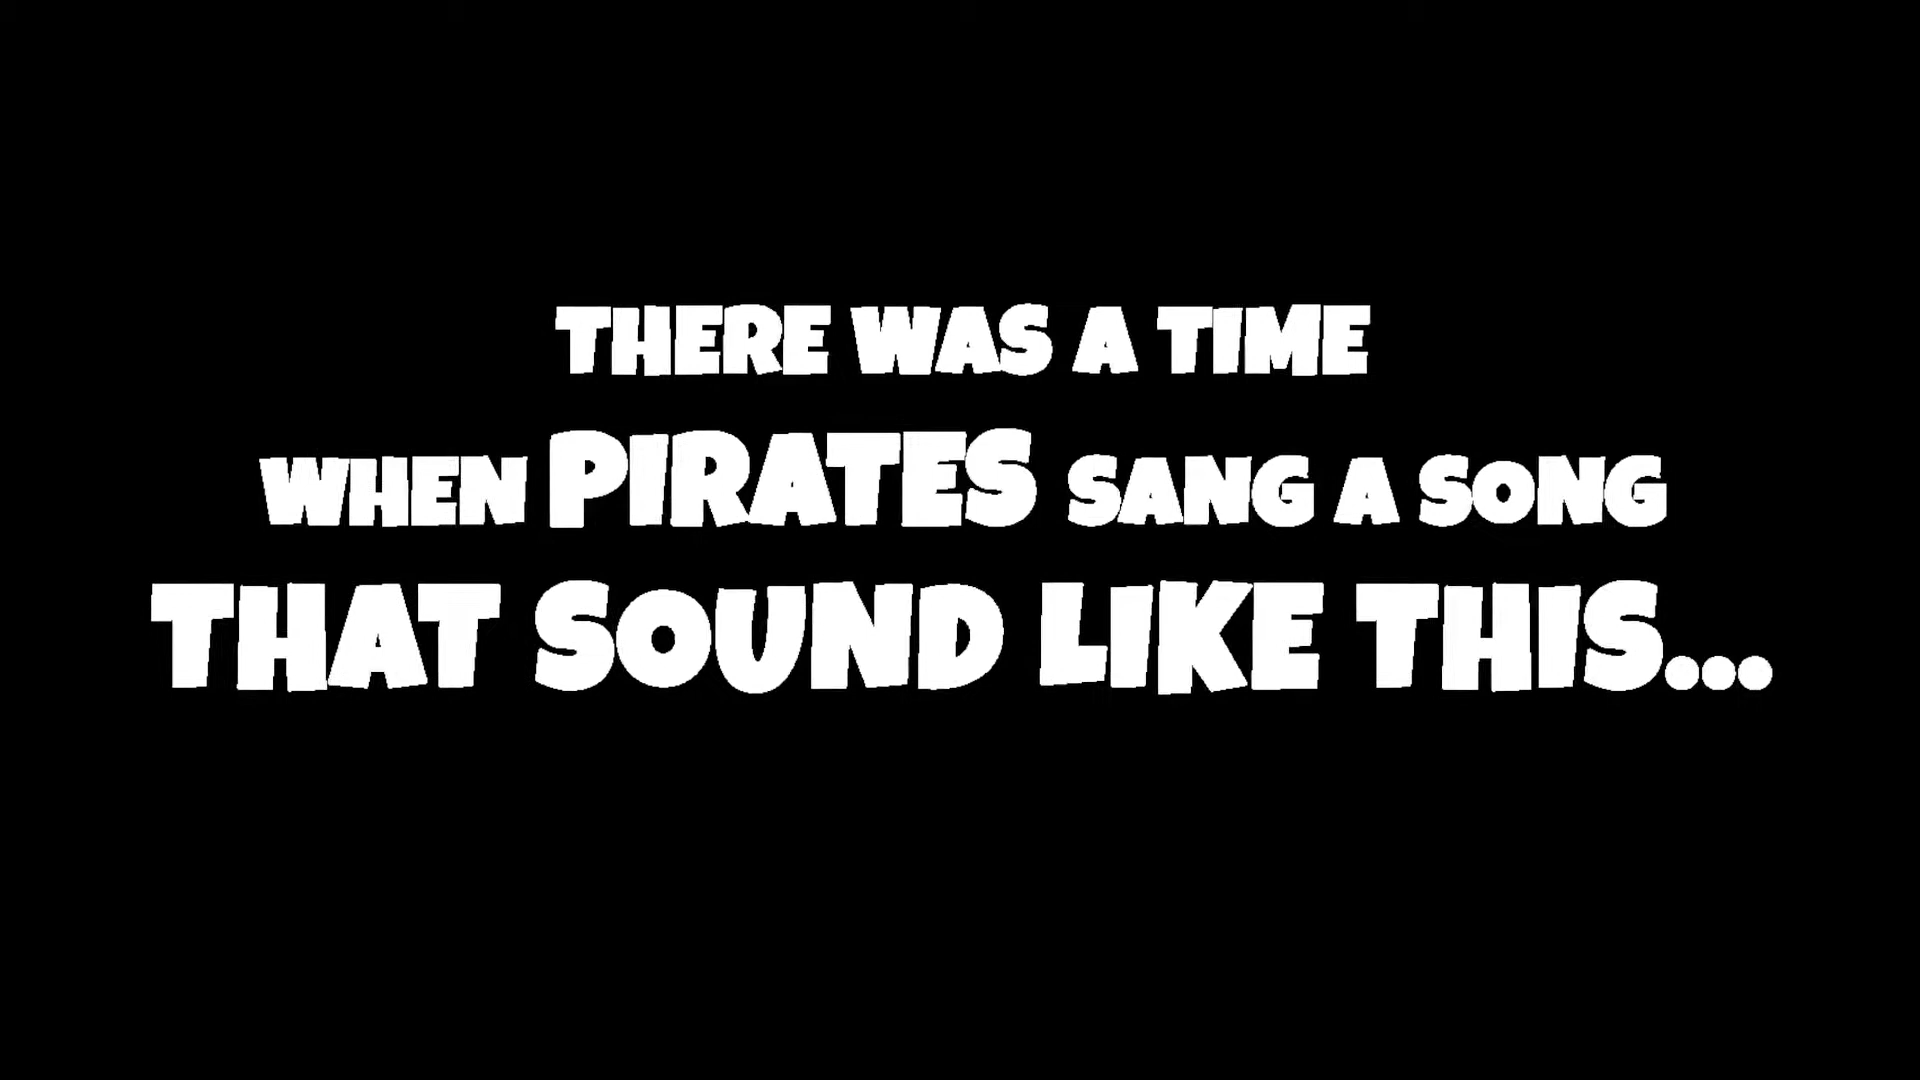 THERE WAS A TIME
WHEN PIRATES SANG A SONG
THAT SOUND LIKE THIS...